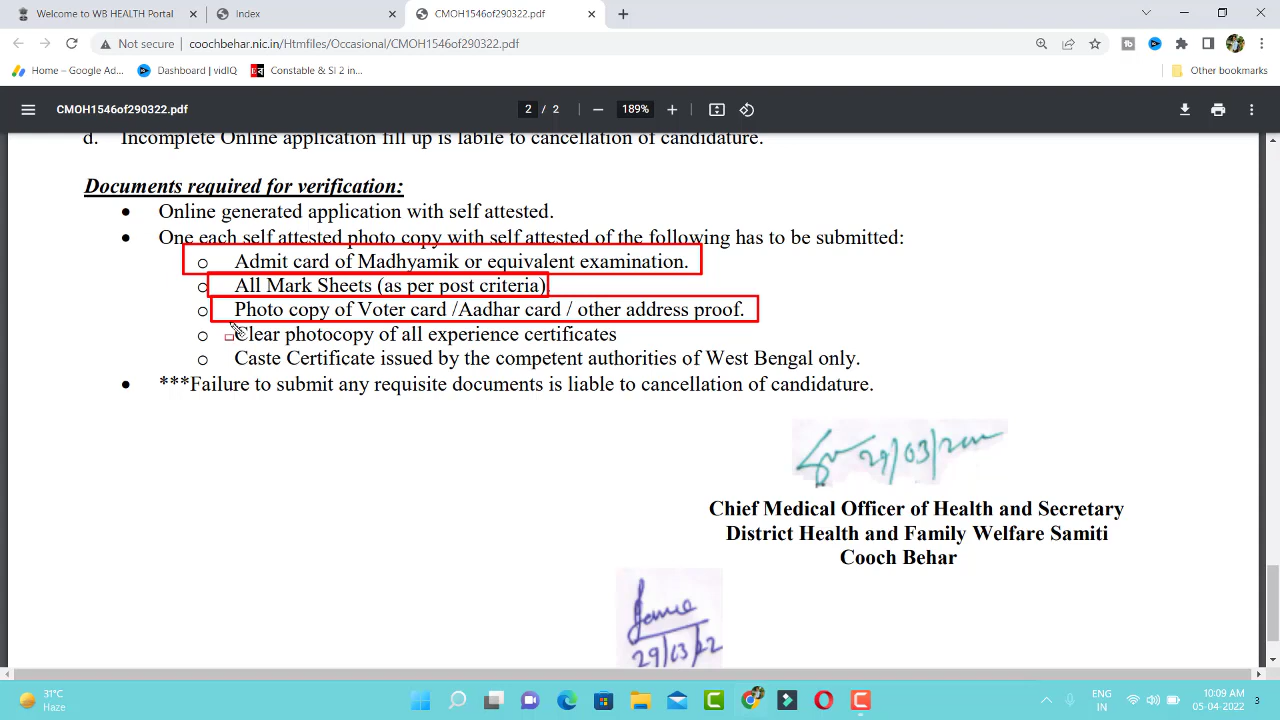 Welcome to WB HEALTH Portal
Index
CMOH1546of290322.pdf
Not secure
coochbehar.nic.in/Htmfiles/Occasional/CMOH1546of290322.pdf
Home – Google Ad...
Dashboard | vidIQ
Constable & SI 2 in...
Other bookmarks
CMOH1546of290322.pdf
2 / 2
189%
d. Incomplete Online application fill up is labile to cancellation of candidature.
Documents required for verification:
• Online generated application with self attested.
• One each self attested photo copy with self attested of the following has to be submitted:
o Admit card of Madhyamik or equivalent examination.
o All Mark Sheets (as per post criteria).
o Photo copy of Voter card /Aadhar card / other address proof.
o Clear photocopy of all experience certificates
o Caste Certificate issued by the competent authorities of West Bengal only.
• ***Failure to submit any requisite documents is liable to cancellation of candidature.
29/03/2022
Chief Medical Officer of Health and Secretary
District Health and Family Welfare Samiti
Cooch Behar
29/03/22
31°C
Haze
ENG
IN
10:09 AM
05-04-2022
3